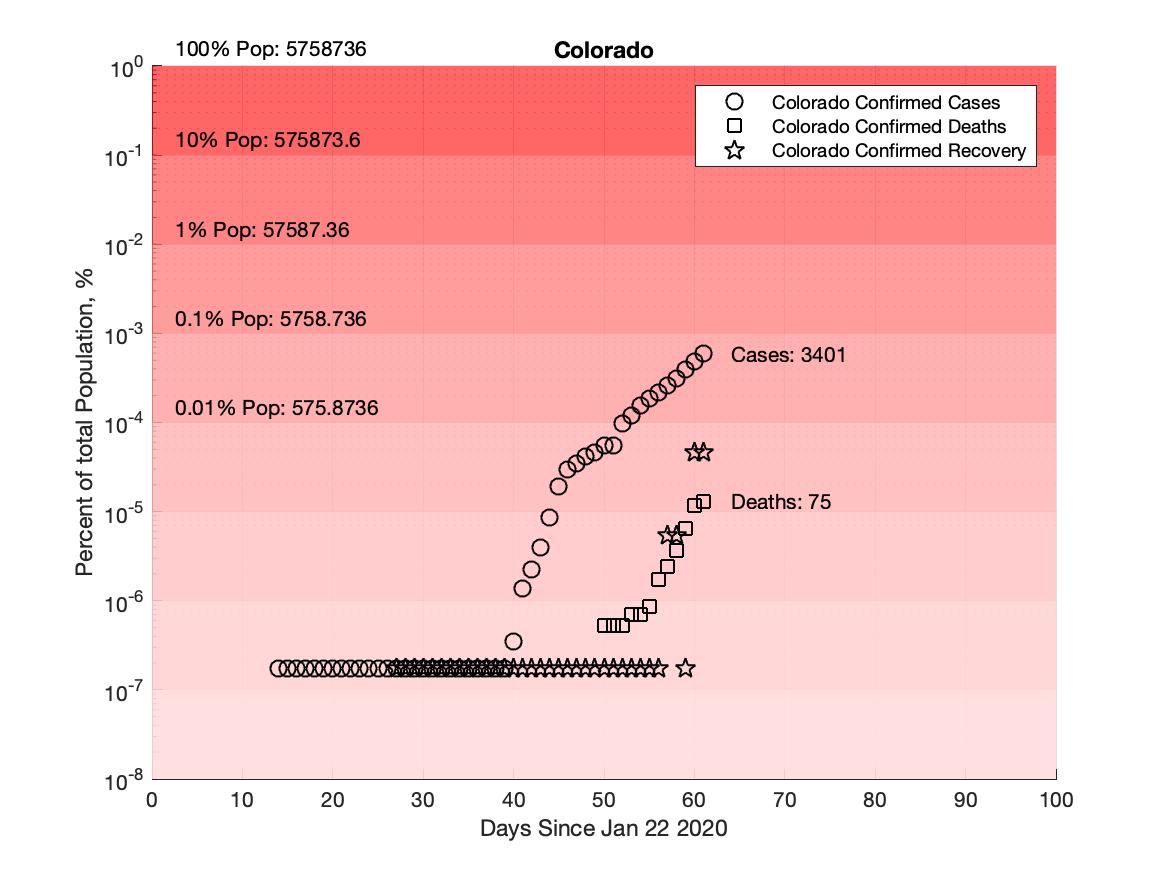 100% Pop: 5758736
Colorado
10% Pop: 575873.6
1% Pop: 57587.36
0.1% Pop: 5758.736
0.01% Pop: 575.8736
Colorado Confirmed Cases
Colorado Confirmed Deaths
Colorado Confirmed Recovery
Cases: 3401
Deaths: 75
Percent of total Population, %
10^0
10^-1
10^-2
10^-3
10^-4
10^-5
10^-6
10^-7
10^-8
0 10 20 30 40 50 60 70 80 90 100
Days Since Jan 22 2020